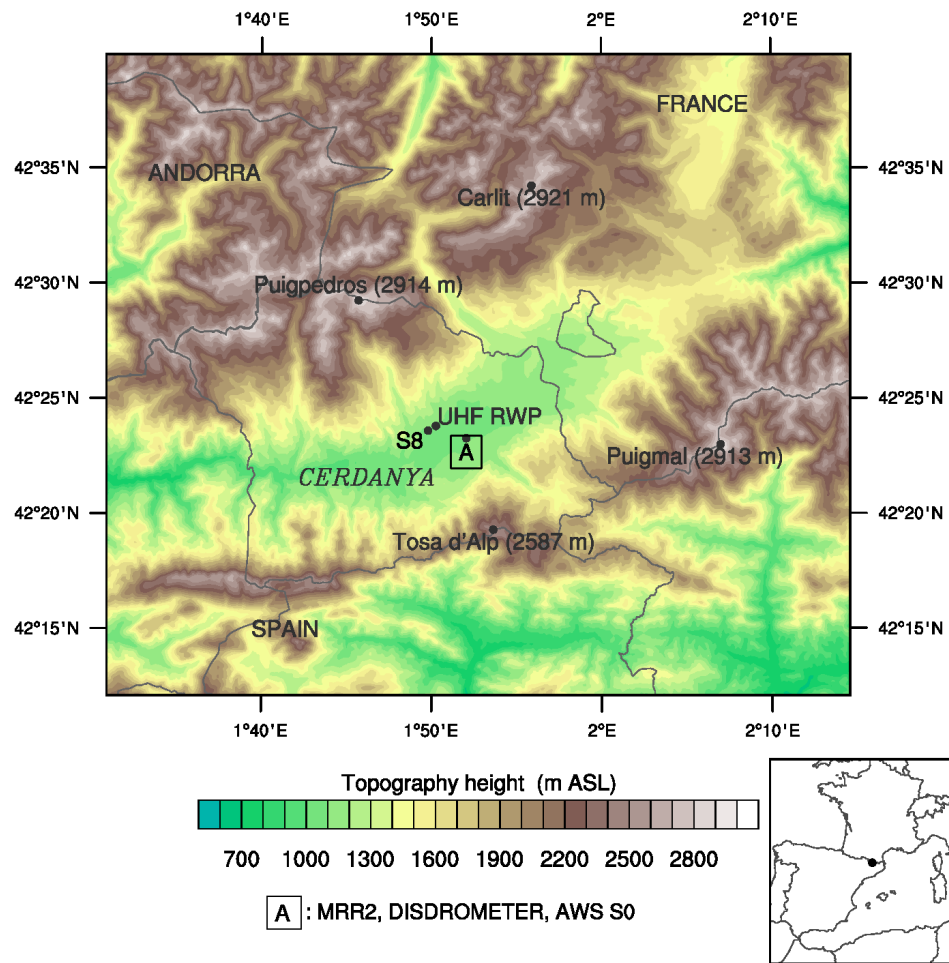 1°40'E 1°50'E 2°E 2°10'E
FRANCE
42°35'N 42°35'N
ANDORRA
Carlit (2921 m)
42°30'N 42°30'N
Puigpedros (2914 m)
42°25'N 42°25'N
UHF RWP
S8
A
Puigmal (2913 m)
CERDANYA
42°20'N 42°20'N
Tosa d'Alp (2587 m)
42°15'N 42°15'N
SPAIN
1°40'E 1°50'E 2°E 2°10'E
Topography height (m ASL)
700 1000 1300 1600 1900 2200 2500 2800
A : MRR2, DISDROMETER, AWS S0